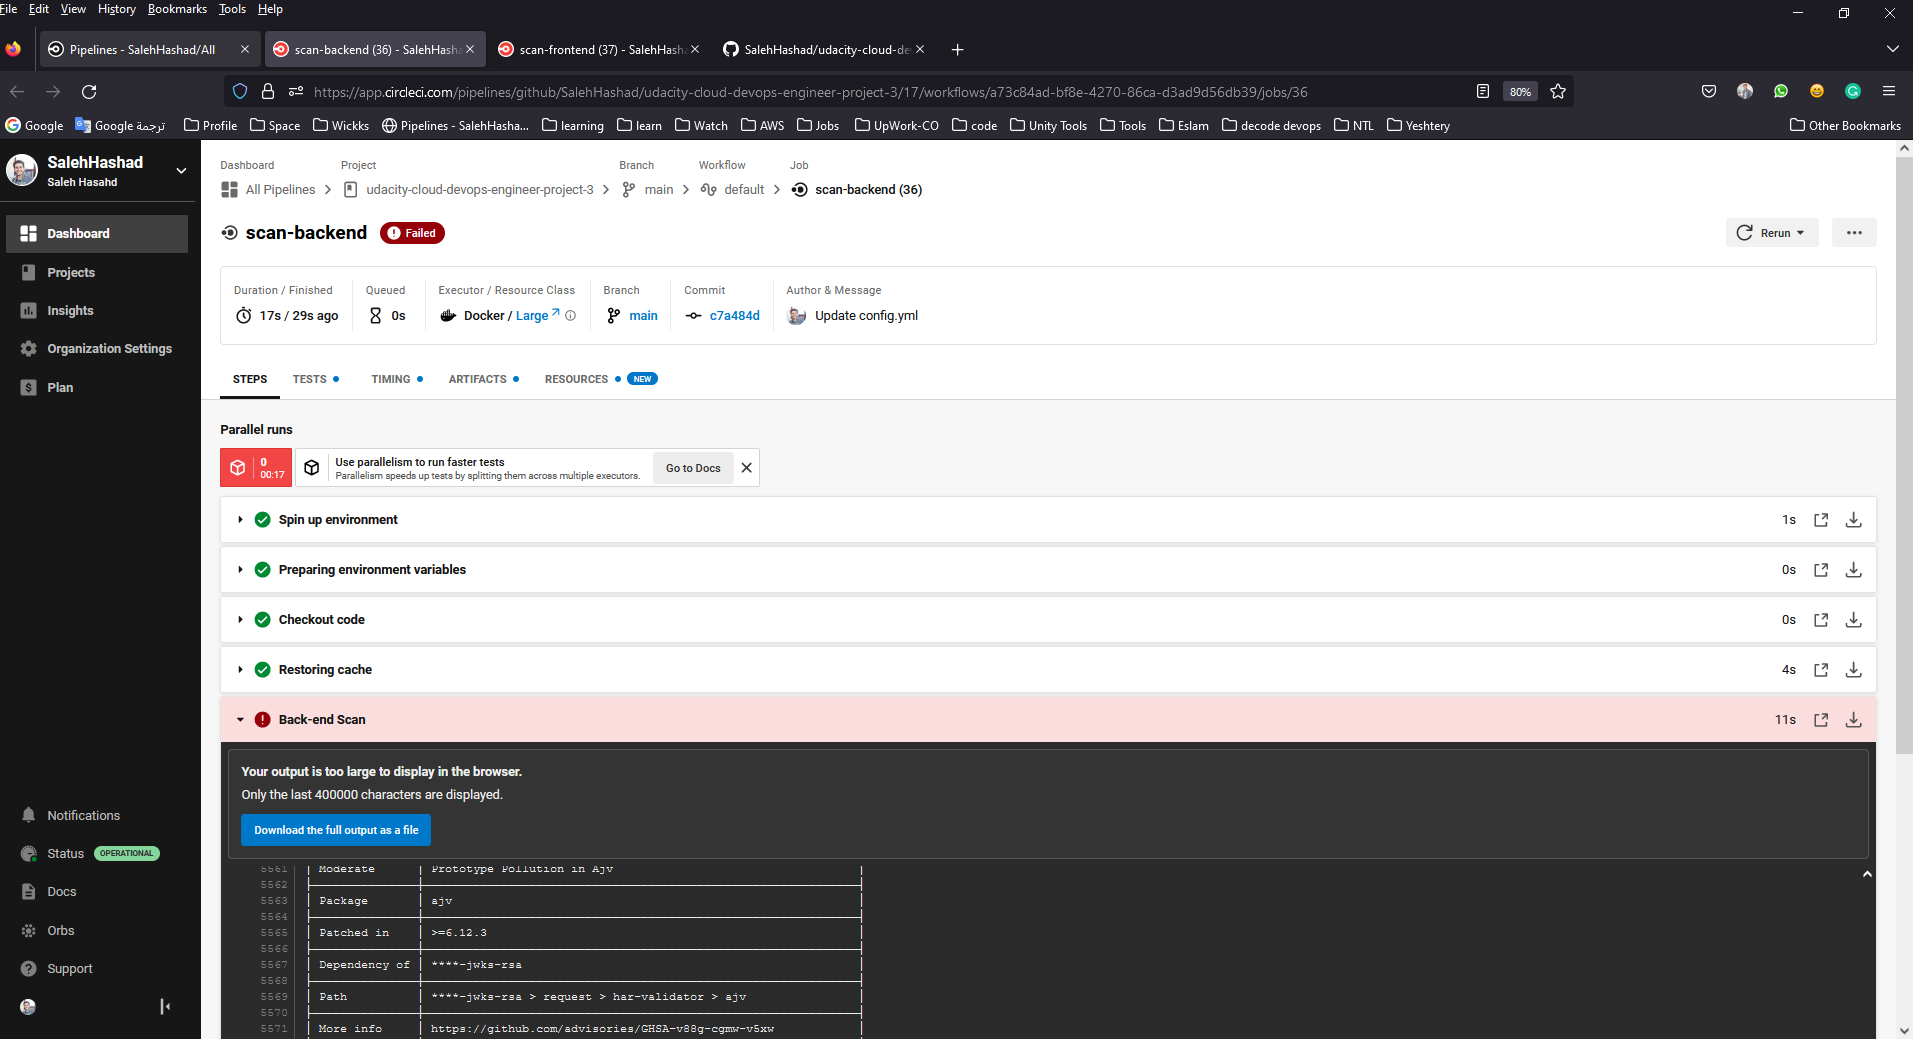 File Edit View History Bookmarks Tools Help
Pipelines - SalehHashad/All
scan-backend (36) - SalehHasha
scan-frontend (37) - SalehHasha
SalehHashad/udacity-cloud-de
https://app.circleci.com/pipelines/github/SalehHashad/udacity-cloud-devops-engineer-project-3/17/workflows/a73c84ad-bf8e-4270-86ca-d3ad9d56db39/jobs/36
80%
Google
Google ترجمة
Profile
Space
Wickks
Pipelines - SalehHasha...
learning
learn
Watch
AWS
Jobs
UpWork-CO
code
Unity Tools
Tools
Eslam
decode devops
NTL
Yeshtery
Other Bookmarks
SalehHashad
Saleh Hasahd
Dashboard
Projects
Insights
Organization Settings
Plan
Notifications
Status OPERATIONAL
Docs
Orbs
Support
Dashboard Project Branch Workflow Job
All Pipelines udacity-cloud-devops-engineer-project-3 main default scan-backend (36)
scan-backend Failed
Rerun
Duration / Finished
17s / 29s ago
Queued
0s
Executor / Resource Class
Docker / Large
Branch
main
Commit
c7a484d
Author & Message
Update config.yml
STEPS TESTS TIMING ARTIFACTS RESOURCES NEW
Parallel runs
0
00:17
Use parallelism to run faster tests
Parallelism speeds up tests by splitting them across multiple executors.
Go to Docs
Spin up environment 1s
Preparing environment variables 0s
Checkout code 0s
Restoring cache 4s
Back-end Scan 11s
Your output is too large to display in the browser.
Only the last 400000 characters are displayed.
Download the full output as a file
5561 | Moderate | Prototype Pollution in Ajv |
5562
5563 | Package | ajv |
5564
5565 | Patched in | >=6.12.3 |
5566
5567 | Dependency of | ****-jwks-rsa |
5568
5569 | Path | ****-jwks-rsa > request > har-validator > ajv |
5570
5571 | More info | https://github.com/advisories/GHSA-v88g-cgmw-v5xw |